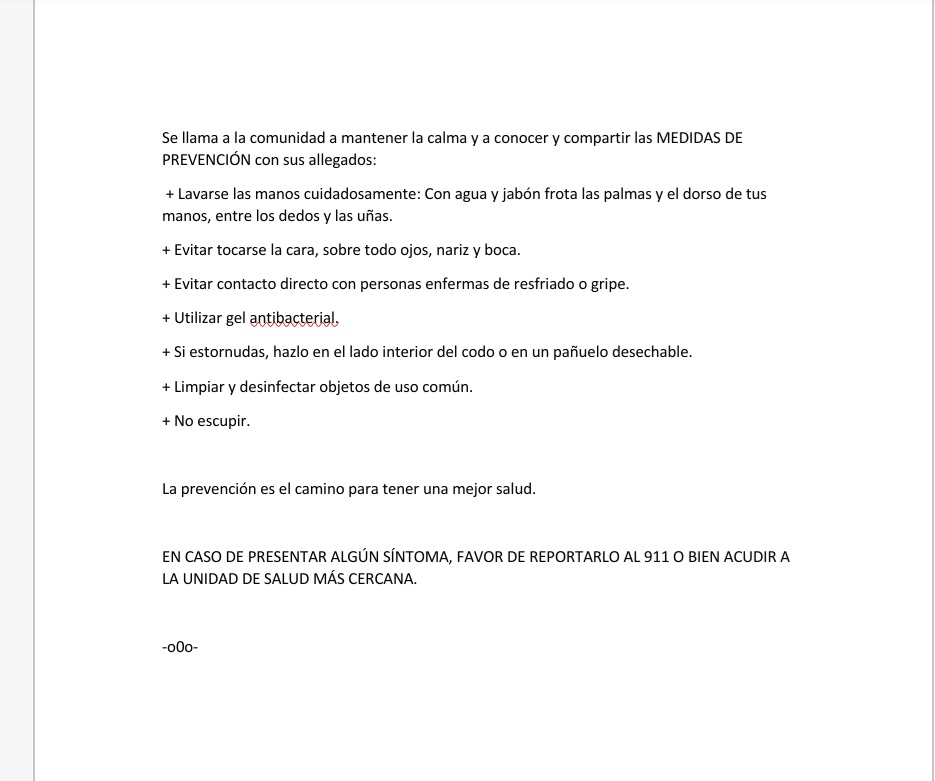 Se llama a la comunidad a mantener la calma y a conocer y compartir las MEDIDAS DE
PREVENCIÓN con sus allegados:
+ Lavarse las manos cuidadosamente: Con agua y jabón frota las palmas y el dorso de tus
manos, entre los dedos y las uñas.
+ Evitar tocarse la cara, sobre todo ojos, nariz y boca.
+ Evitar contacto directo con personas enfermas de resfriado o gripe.
+ Utilizar gel antibacterial.
+ Si estornudas, hazlo en el lado interior del codo o en un pañuelo desechable.
+ Limpiar y desinfectar objetos de uso común.
+ No escupir.
La prevención es el camino para tener una mejor salud.
EN CASO DE PRESENTAR ALGÚN SÍNTOMA, FAVOR DE REPORTARLO AL 911 O BIEN ACUDIR A
LA UNIDAD DE SALUD MÁS CERCANA.
-o0o-